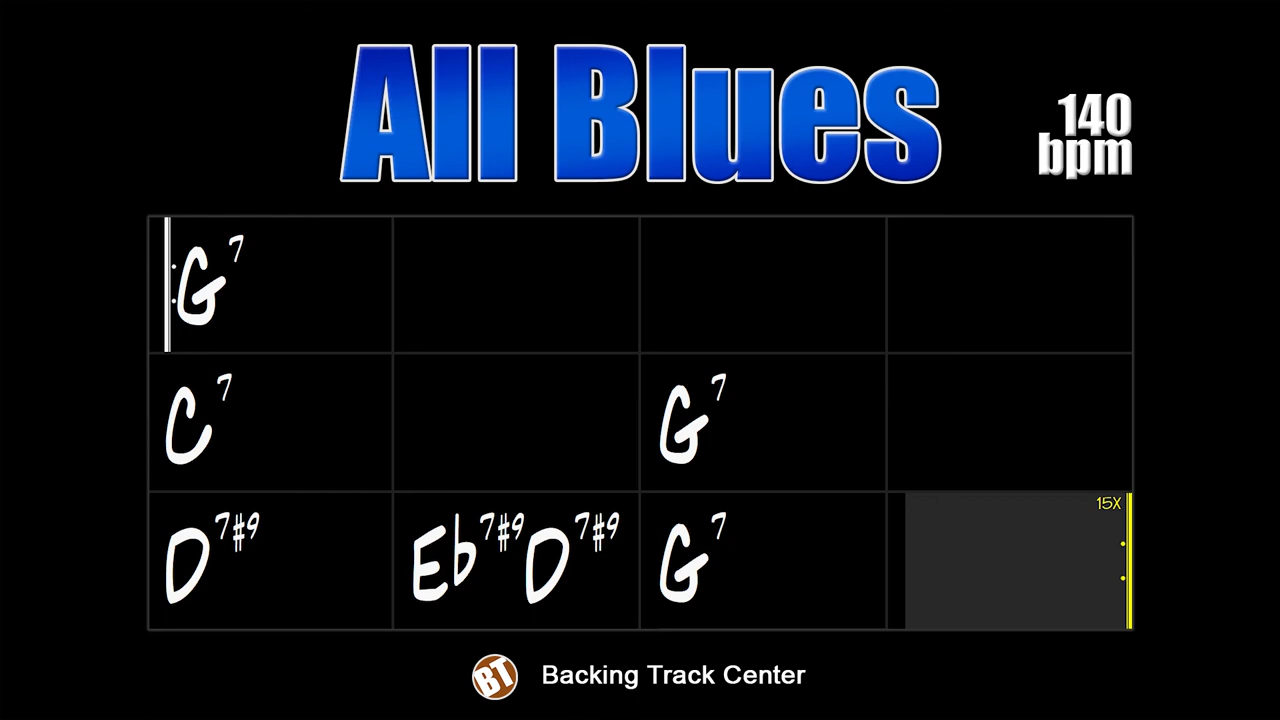 All Blues
140
bpm
G7
C7 G7
15X
D7#9 Eb7#9 D7#9 G7
BT Backing Track Center